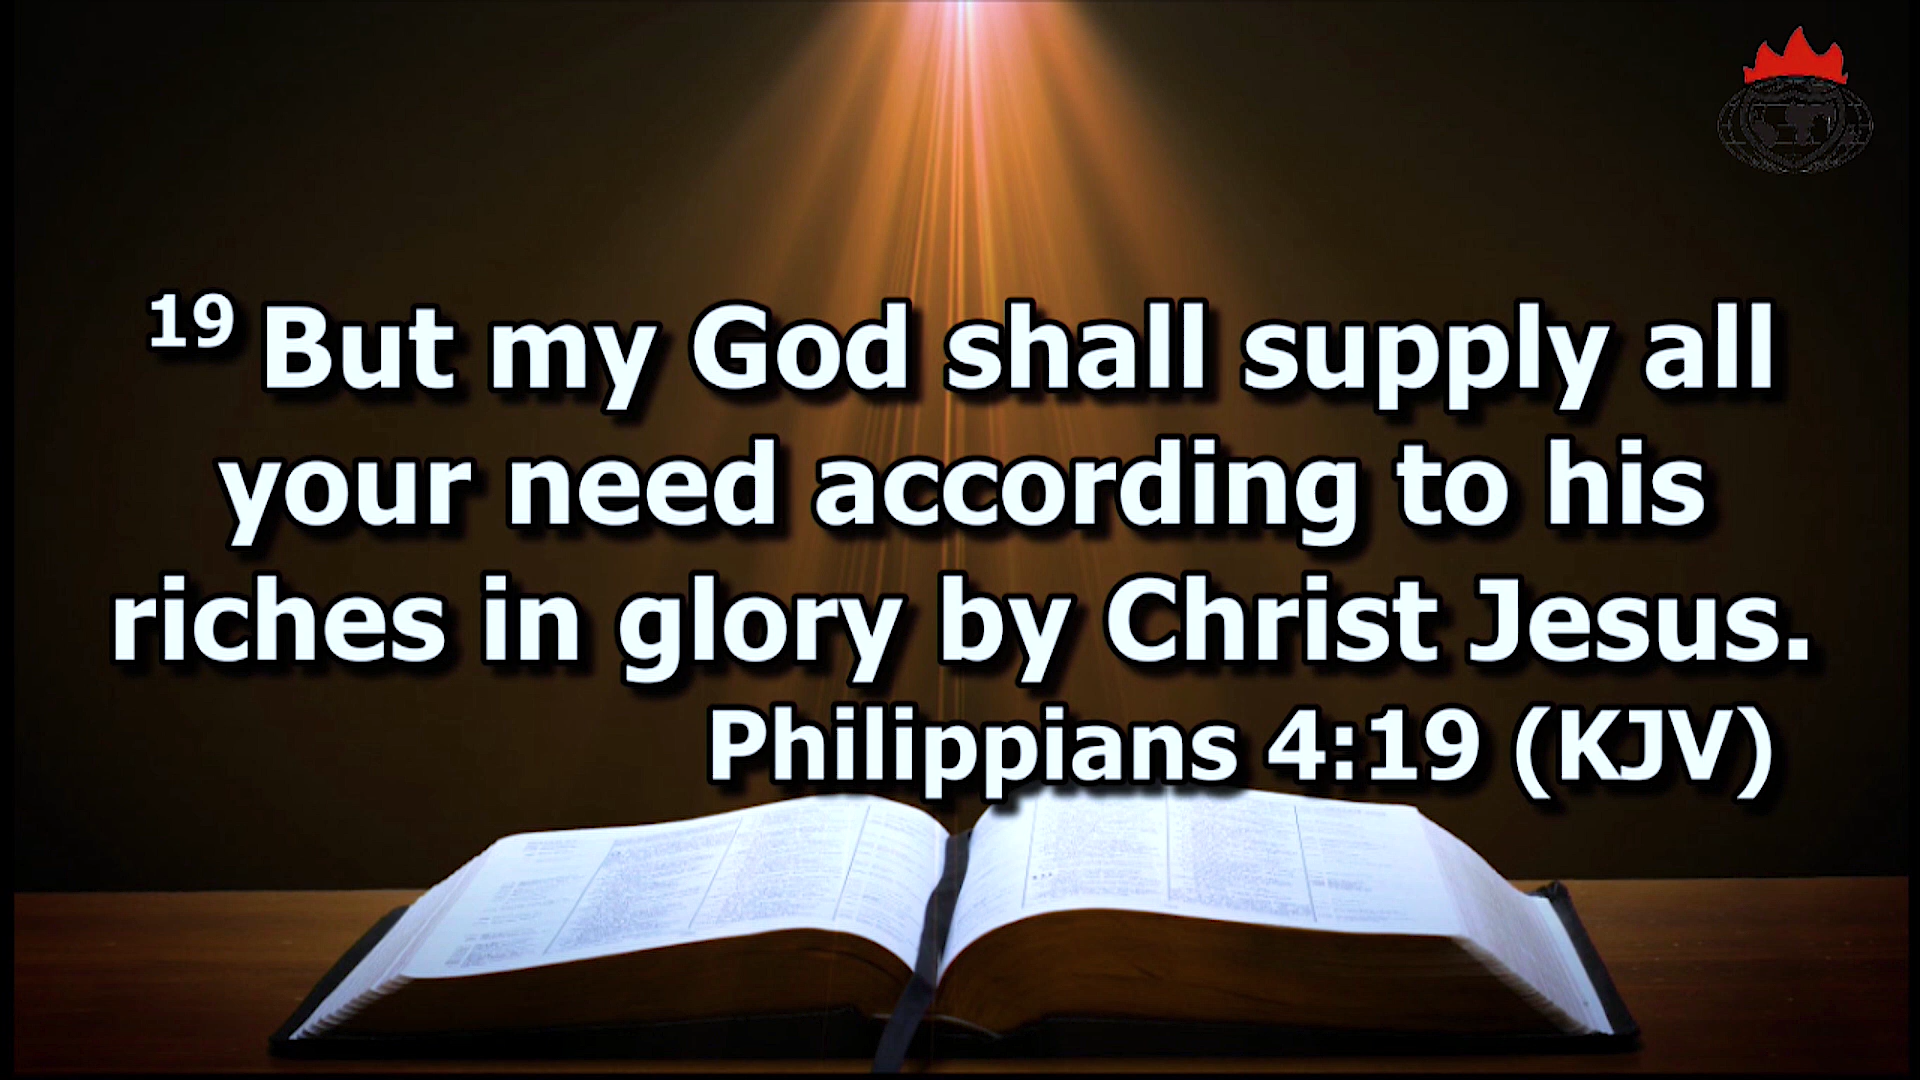 19 But my God shall supply all
your need according to his
riches in glory by Christ Jesus.
Philippians 4:19 (KJV)